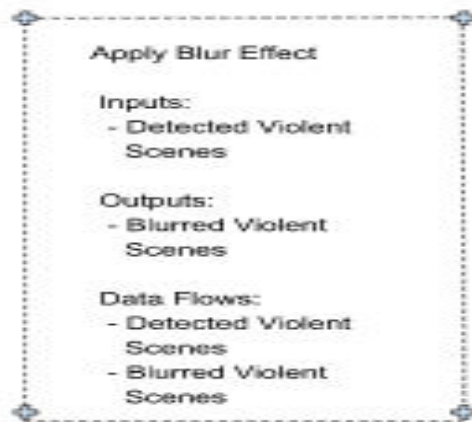 Apply Blur Effect
Inputs:
- Detected Violent
Scenes
Outputs:
- Blurred Violent
Scenes
Data Flows:
- Detected Violent
Scenes
- Blurred Violent
Scenes